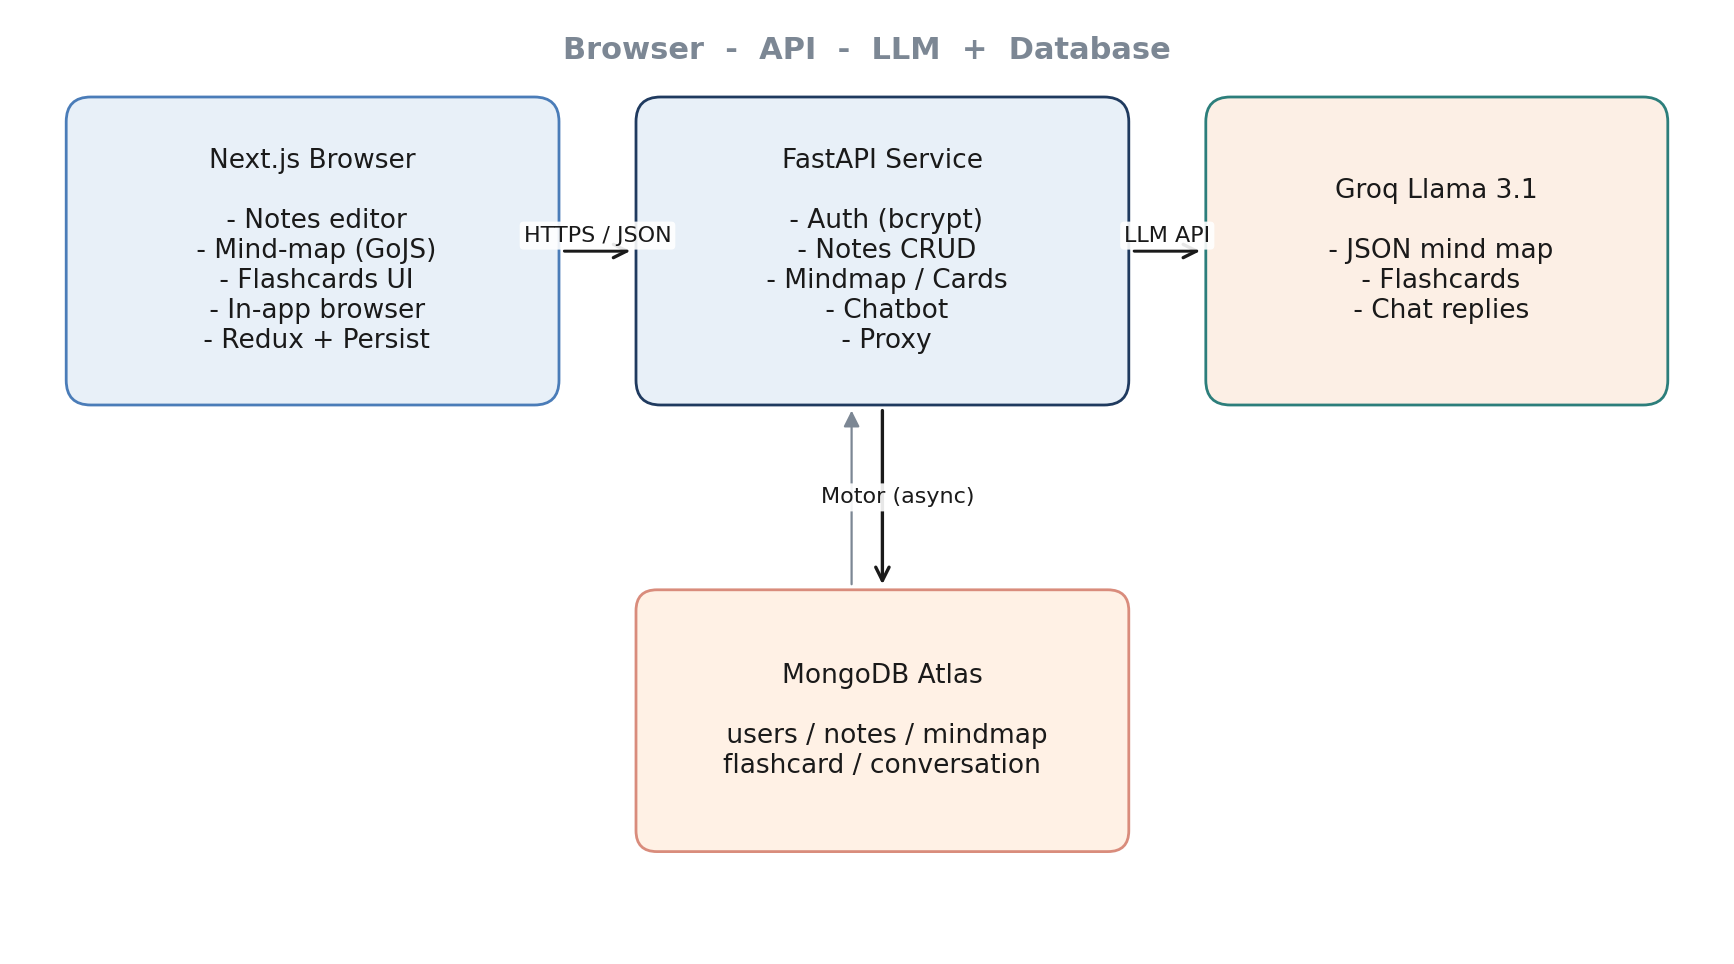 Browser - API - LLM + Database
Next.js Browser
- Notes editor
- Mind-map (GoJS)
- Flashcards UI
- In-app browser
- Redux + Persist
HTTPS / JSON
FastAPI Service
- Auth (bcrypt)
- Notes CRUD
- Mindmap / Cards
- Chatbot
- Proxy
LLM API
Groq Llama 3.1
- JSON mind map
- Flashcards
- Chat replies
Motor (async)
MongoDB Atlas
users / notes / mindmap
flashcard / conversation